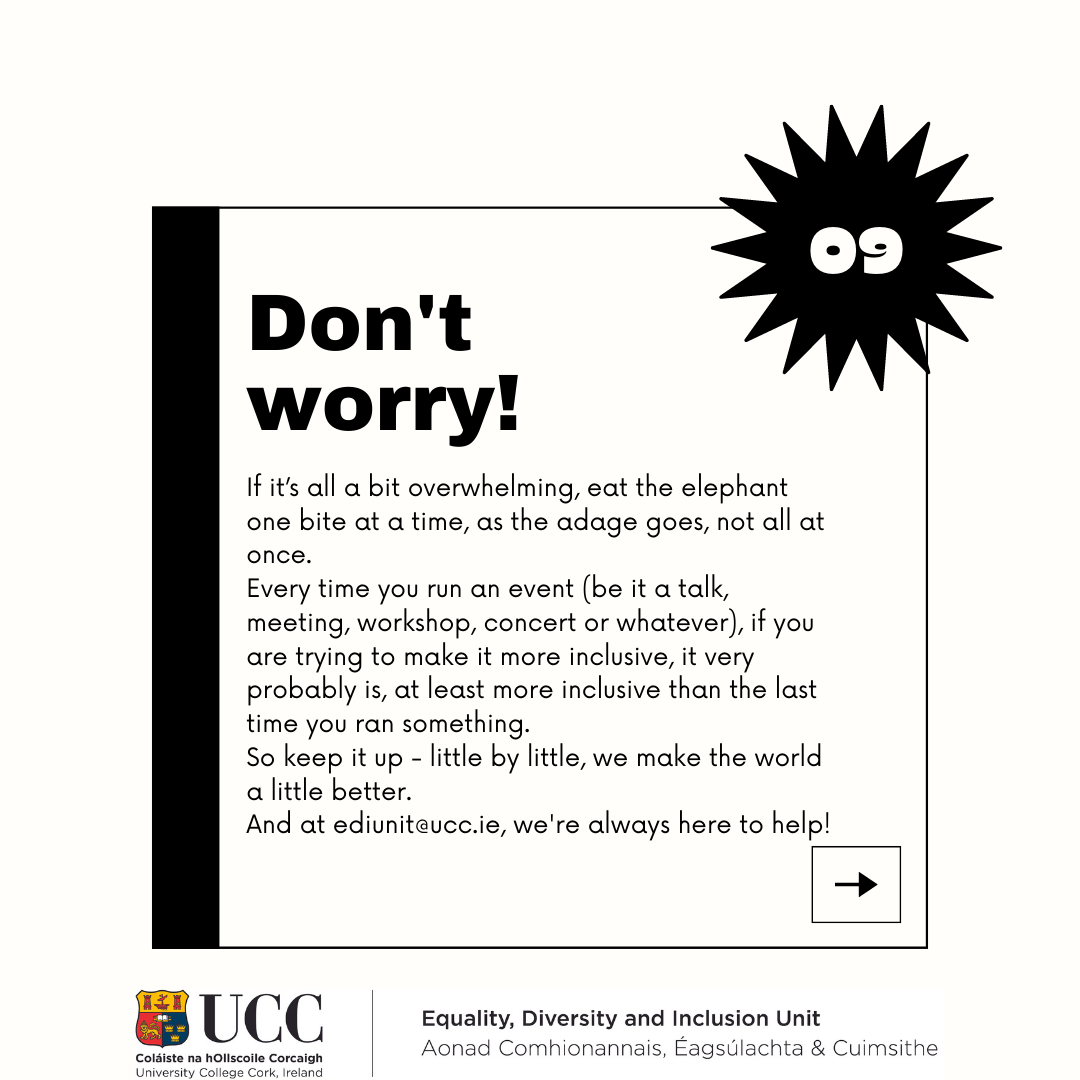 09
Don't
worry!
If it’s all a bit overwhelming, eat the elephant
one bite at a time, as the adage goes, not all at
once.
Every time you run an event (be it a talk,
meeting, workshop, concert or whatever), if you
are trying to make it more inclusive, it very
probably is, at least more inclusive than the last
time you ran something.
So keep it up - little by little, we make the world
a little better.
And at ediunit@ucc.ie, we're always here to help!
UCC
Coláiste na hOllscoile Corcaigh
University College Cork, Ireland
Equality, Diversity and Inclusion Unit
Aonad Comhionannais, Éagsúlachta & Cuimsithe